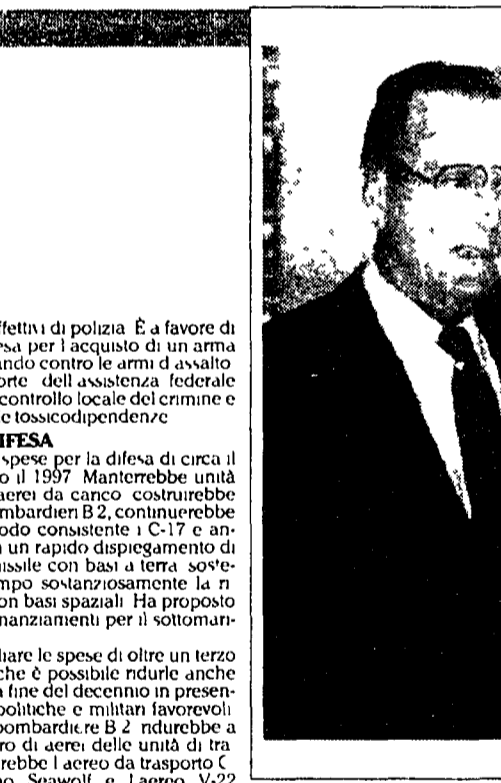 ffettivi di polizia È a favore di
esa per l acquisto di un arma
ando contro le armi d assalto
orte dell assistenza federale
controllo locale del crimine e
e tossicodipendenze
IFESA
spese per la difesa di circa il
o il 1997 Manterrebbe unità
aerei da carico costruirebbe
ombardieri B 2, continuerebbe
odo consistente i C-17 e an-
un rapido dispiegamento di
issile con basi a terra soste-
mpo sostanziosamente la ri
on basi spaziali Ha proposto
nanziamenti per il sottomari-
liare le spese di oltre un terzo
che è possibile ridurle anche
a fine del decennio in presen-
politiche e militari favorevoli
bombardiere B 2 ridurebbe a
ro di aerei delle unità di tra
rebbe l aereo da trasporto C
no Seawolf e l aereo V-22